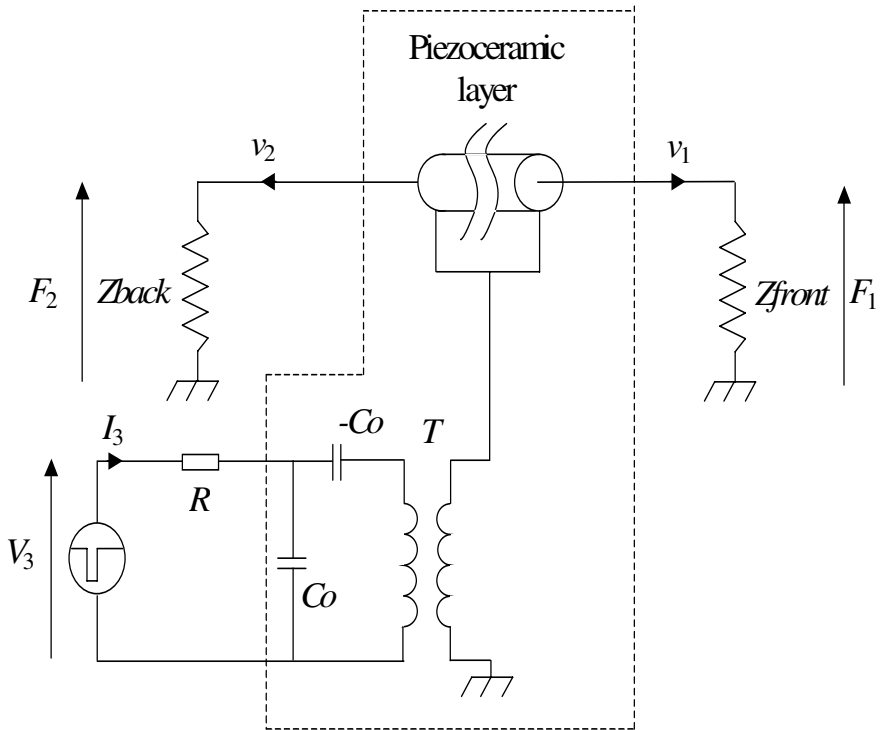 Piezoceramic
layer
v2
v1
F2
Zback
Zfront
F1
-Co
T
I3
R
V3
Co